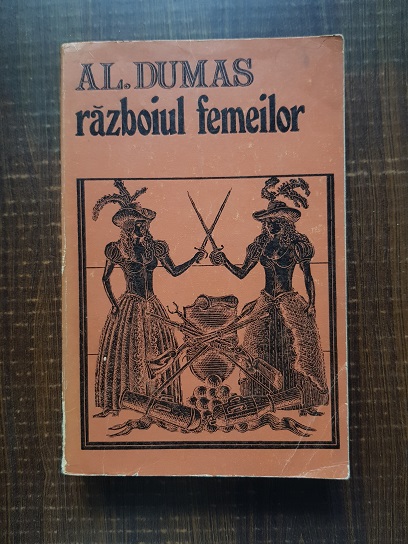 AL. DUMAS
războiul femeilor